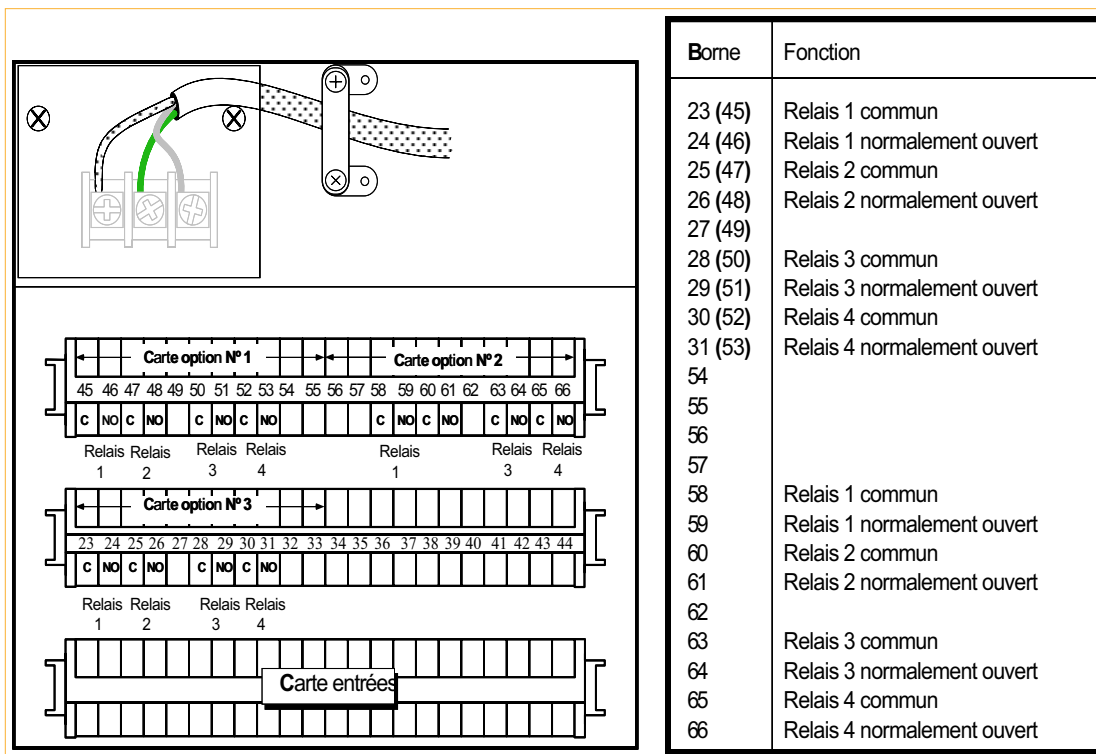 Carte option Nº 1 Carte option Nº 2
45 46 47 48 49 50 51 52 53 54 55 56 57 58 59 60 61 62 63 64 65 66
C NO C NO C NO C NO C NO C NO C NO C NO
Relais Relais Relais Relais Relais Relais Relais
1 2 3 4 1 3 4
Carte option Nº 3
23 24 25 26 27 28 29 30 31 32 33 34 35 36 37 38 39 40 41 42 43 44
C NO C NO C NO C NO
Relais Relais Relais Relais
1 2 3 4
Carte entrées
Borne Fonction
23 (45) Relais 1 commun
24 (46) Relais 1 normalement ouvert
25 (47) Relais 2 commun
26 (48) Relais 2 normalement ouvert
27 (49)
28 (50) Relais 3 commun
29 (51) Relais 3 normalement ouvert
30 (52) Relais 4 commun
31 (53) Relais 4 normalement ouvert
54
55
56
57
58 Relais 1 commun
59 Relais 1 normalement ouvert
60 Relais 2 commun
61 Relais 2 normalement ouvert
62
63 Relais 3 commun
64 Relais 3 normalement ouvert
65 Relais 4 commun
66 Relais 4 normalement ouvert